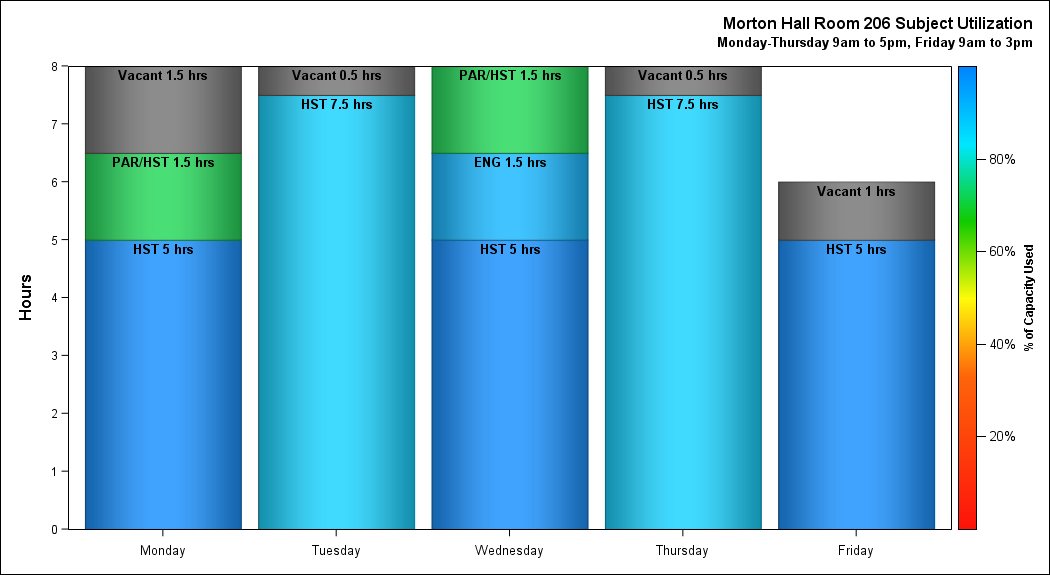 Morton Hall Room 206 Subject Utilization
Monday-Thursday 9am to 5pm, Friday 9am to 3pm
Hours
8
7
6
5
4
3
2
1
0
Vacant 1.5 hrs
PAR/HST 1.5 hrs
HST 5 hrs
Vacant 0.5 hrs
HST 7.5 hrs
PAR/HST 1.5 hrs
ENG 1.5 hrs
HST 5 hrs
Vacant 0.5 hrs
HST 7.5 hrs
Vacant 1 hrs
HST 5 hrs
Monday
Tuesday
Wednesday
Thursday
Friday
80%
60%
40%
20%
% of Capacity Used